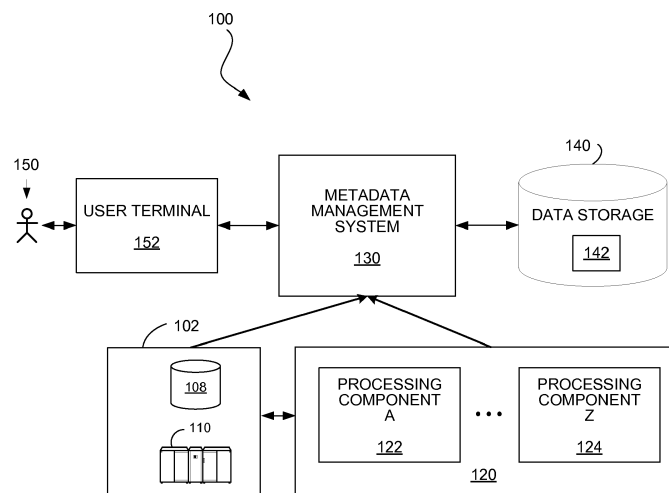 100
150
USER TERMINAL
152
METADATA
MANAGEMENT
SYSTEM
130
140
DATA STORAGE
142
102
108
110
PROCESSING
COMPONENT
A
122
• • •
PROCESSING
COMPONENT
Z
124
120